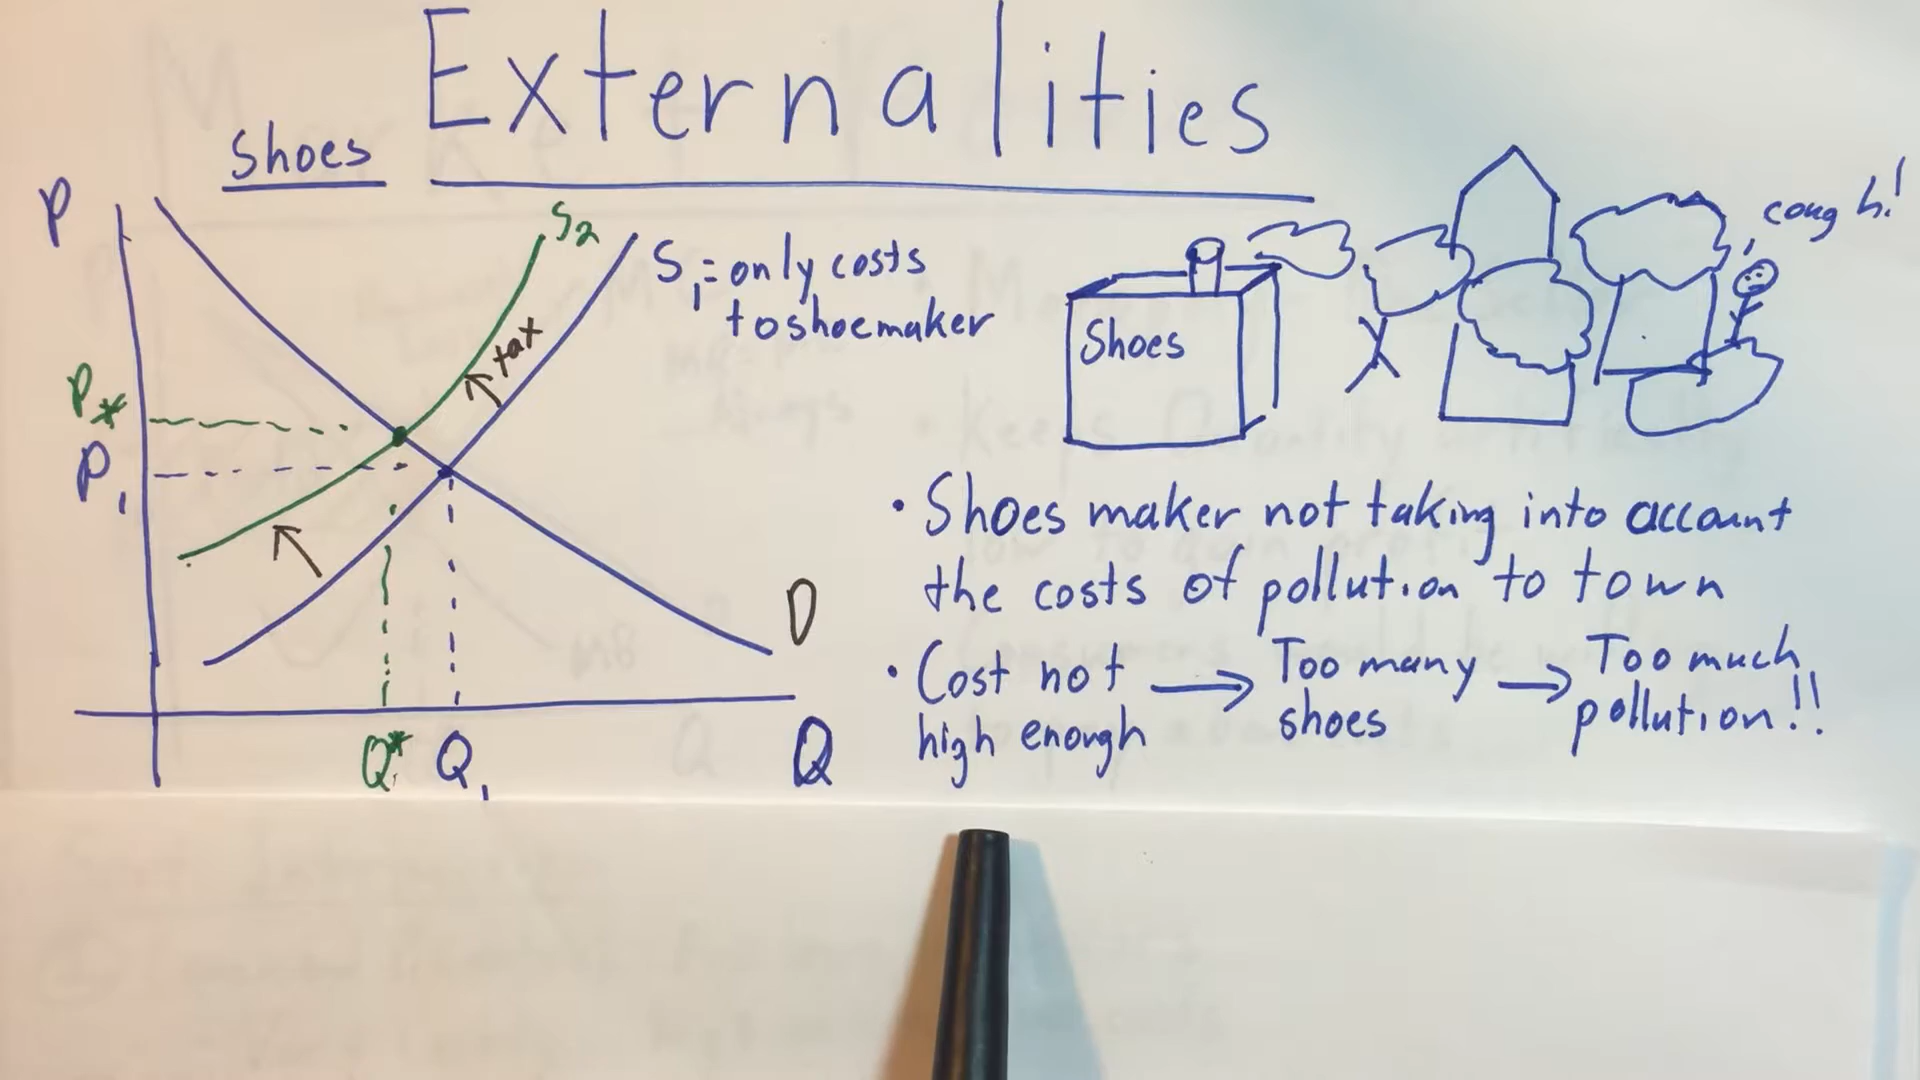 Externalities
Shoes
P
S2
S1 = only costs
to shoemaker
tax
P*
P1
D
Q*
Q1
Q
Shoes
cough!
• Shoes maker not taking into account
the costs of pollution to town
• Cost not high enough → Too many shoes → Too much pollution!!